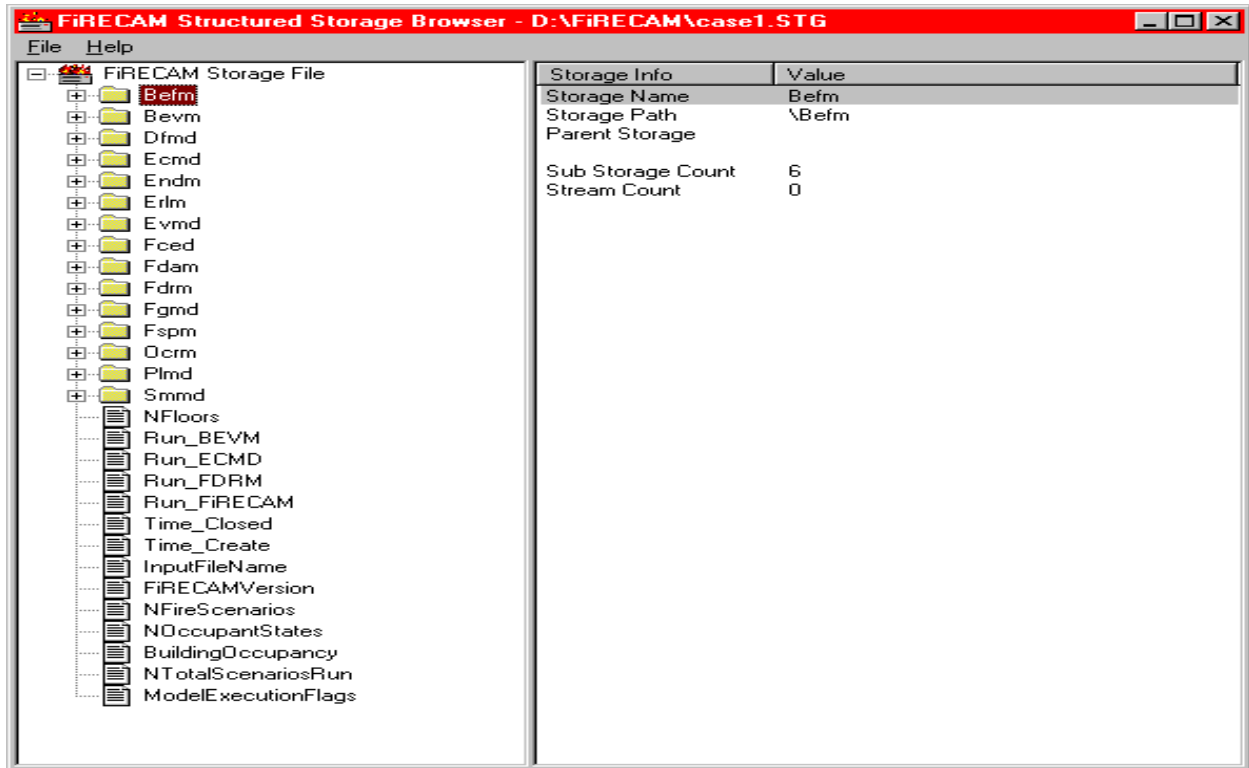 FiRECAM Structured Storage Browser - D:\FiRECAM\case1.STG
File Help
FiRECAM Storage File
Befm
Bevm
Dfmd
Ecmd
Endm
Erlm
Evmd
Fced
Fdam
Fdrm
Fgmd
Fspm
Ocrm
Plmd
Smmd
NFloors
Run_BEVM
Run_ECMD
Run_FDRM
Run_FiRECAM
Time_Closed
Time_Create
InputFileName
FiRECAMVersion
NFireScenarios
NOccupantStates
BuildingOccupancy
NTotalScenariosRun
ModelExecutionFlags
Storage Info Value
Storage Name Befm
Storage Path \Befm
Parent Storage
Sub Storage Count 6
Stream Count 0